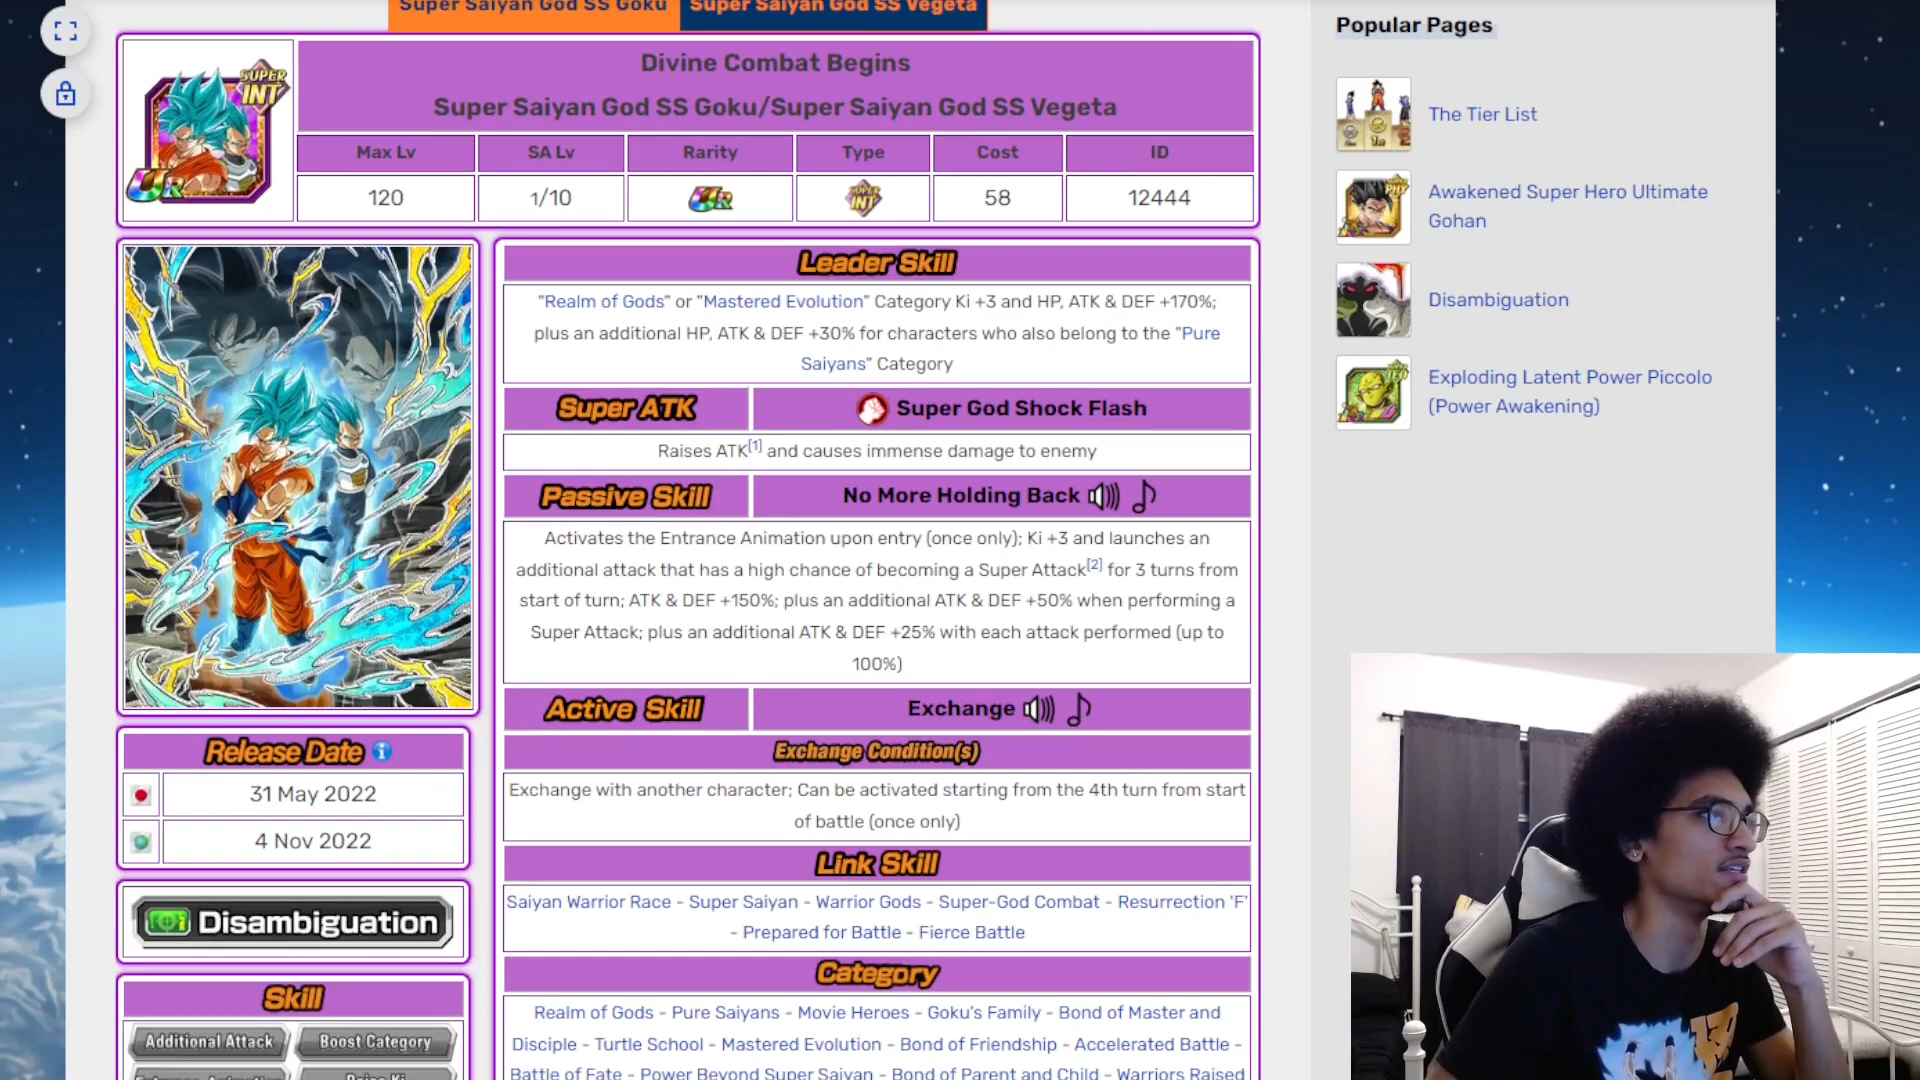 Super Saiyan God SS Goku
Super Saiyan God SS Vegeta
Divine Combat Begins
Super Saiyan God SS Goku/Super Saiyan God SS Vegeta
SUPER
INT
UR
Max Lv
SA Lv
Rarity
Type
Cost
ID
120
1/10
UR
SUPER
INT
58
12444
Leader Skill
"Realm of Gods" or "Mastered Evolution" Category Ki +3 and HP, ATK & DEF +170%;
plus an additional HP, ATK & DEF +30% for characters who also belong to the "Pure
Saiyans" Category
Super ATK
Super God Shock Flash
Raises ATK[1] and causes immense damage to enemy
Passive Skill
No More Holding Back
Activates the Entrance Animation upon entry (once only); Ki +3 and launches an
additional attack that has a high chance of becoming a Super Attack[2] for 3 turns from
start of turn; ATK & DEF +150%; plus an additional ATK & DEF +50% when performing a
Super Attack; plus an additional ATK & DEF +25% with each attack performed (up to
100%)
Active Skill
Exchange
Exchange Condition(s)
Exchange with another character; Can be activated starting from the 4th turn from start
of battle (once only)
Link Skill
Saiyan Warrior Race - Super Saiyan - Warrior Gods - Super-God Combat - Resurrection 'F'
- Prepared for Battle - Fierce Battle
Category
Realm of Gods - Pure Saiyans - Movie Heroes - Goku's Family - Bond of Master and
Disciple - Turtle School - Mastered Evolution - Bond of Friendship - Accelerated Battle -
Battle of Fate - Power Beyond Super Saiyan - Bond of Parent and Child - Warriors Raised
Release Date
31 May 2022
4 Nov 2022
Disambiguation
Skill
Additional Attack
Boost Category
Entrance Animation
Raise Ki
Popular Pages
The Tier List
Awakened Super Hero Ultimate
Gohan
Disambiguation
Exploding Latent Power Piccolo
(Power Awakening)